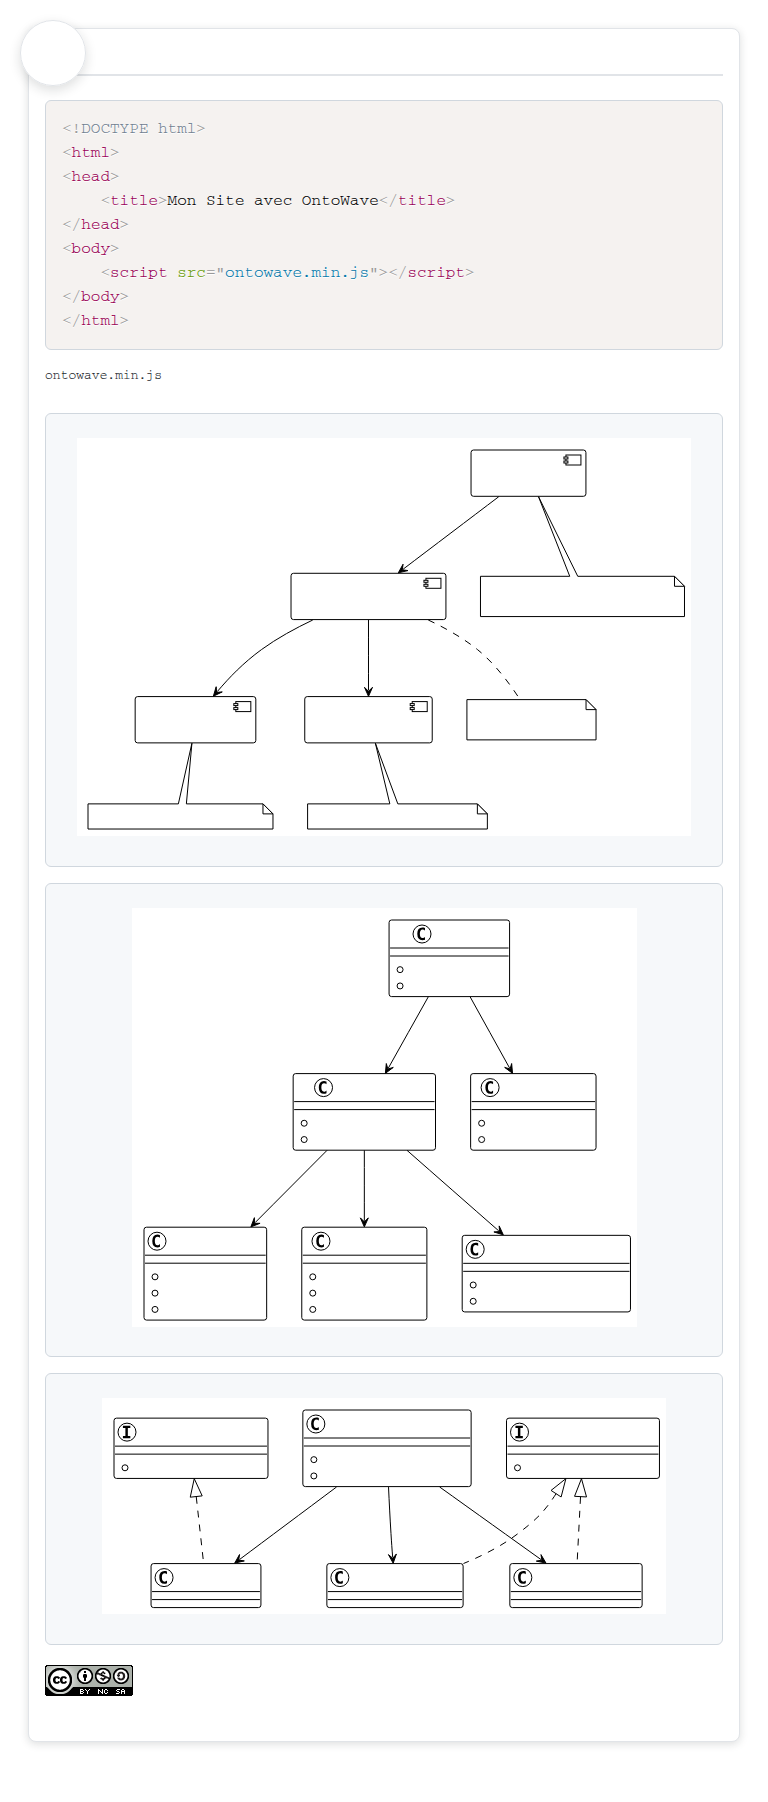 <!DOCTYPE html>
<html>
<head>
    <title>Mon Site avec OntoWave</title>
</head>
<body>
    <script src="ontowave.min.js"></script>
</body>
</html>
ontowave.min.js
C
C
C
C
C
C
I
C
I
C
C
C
cc
BY NC SA